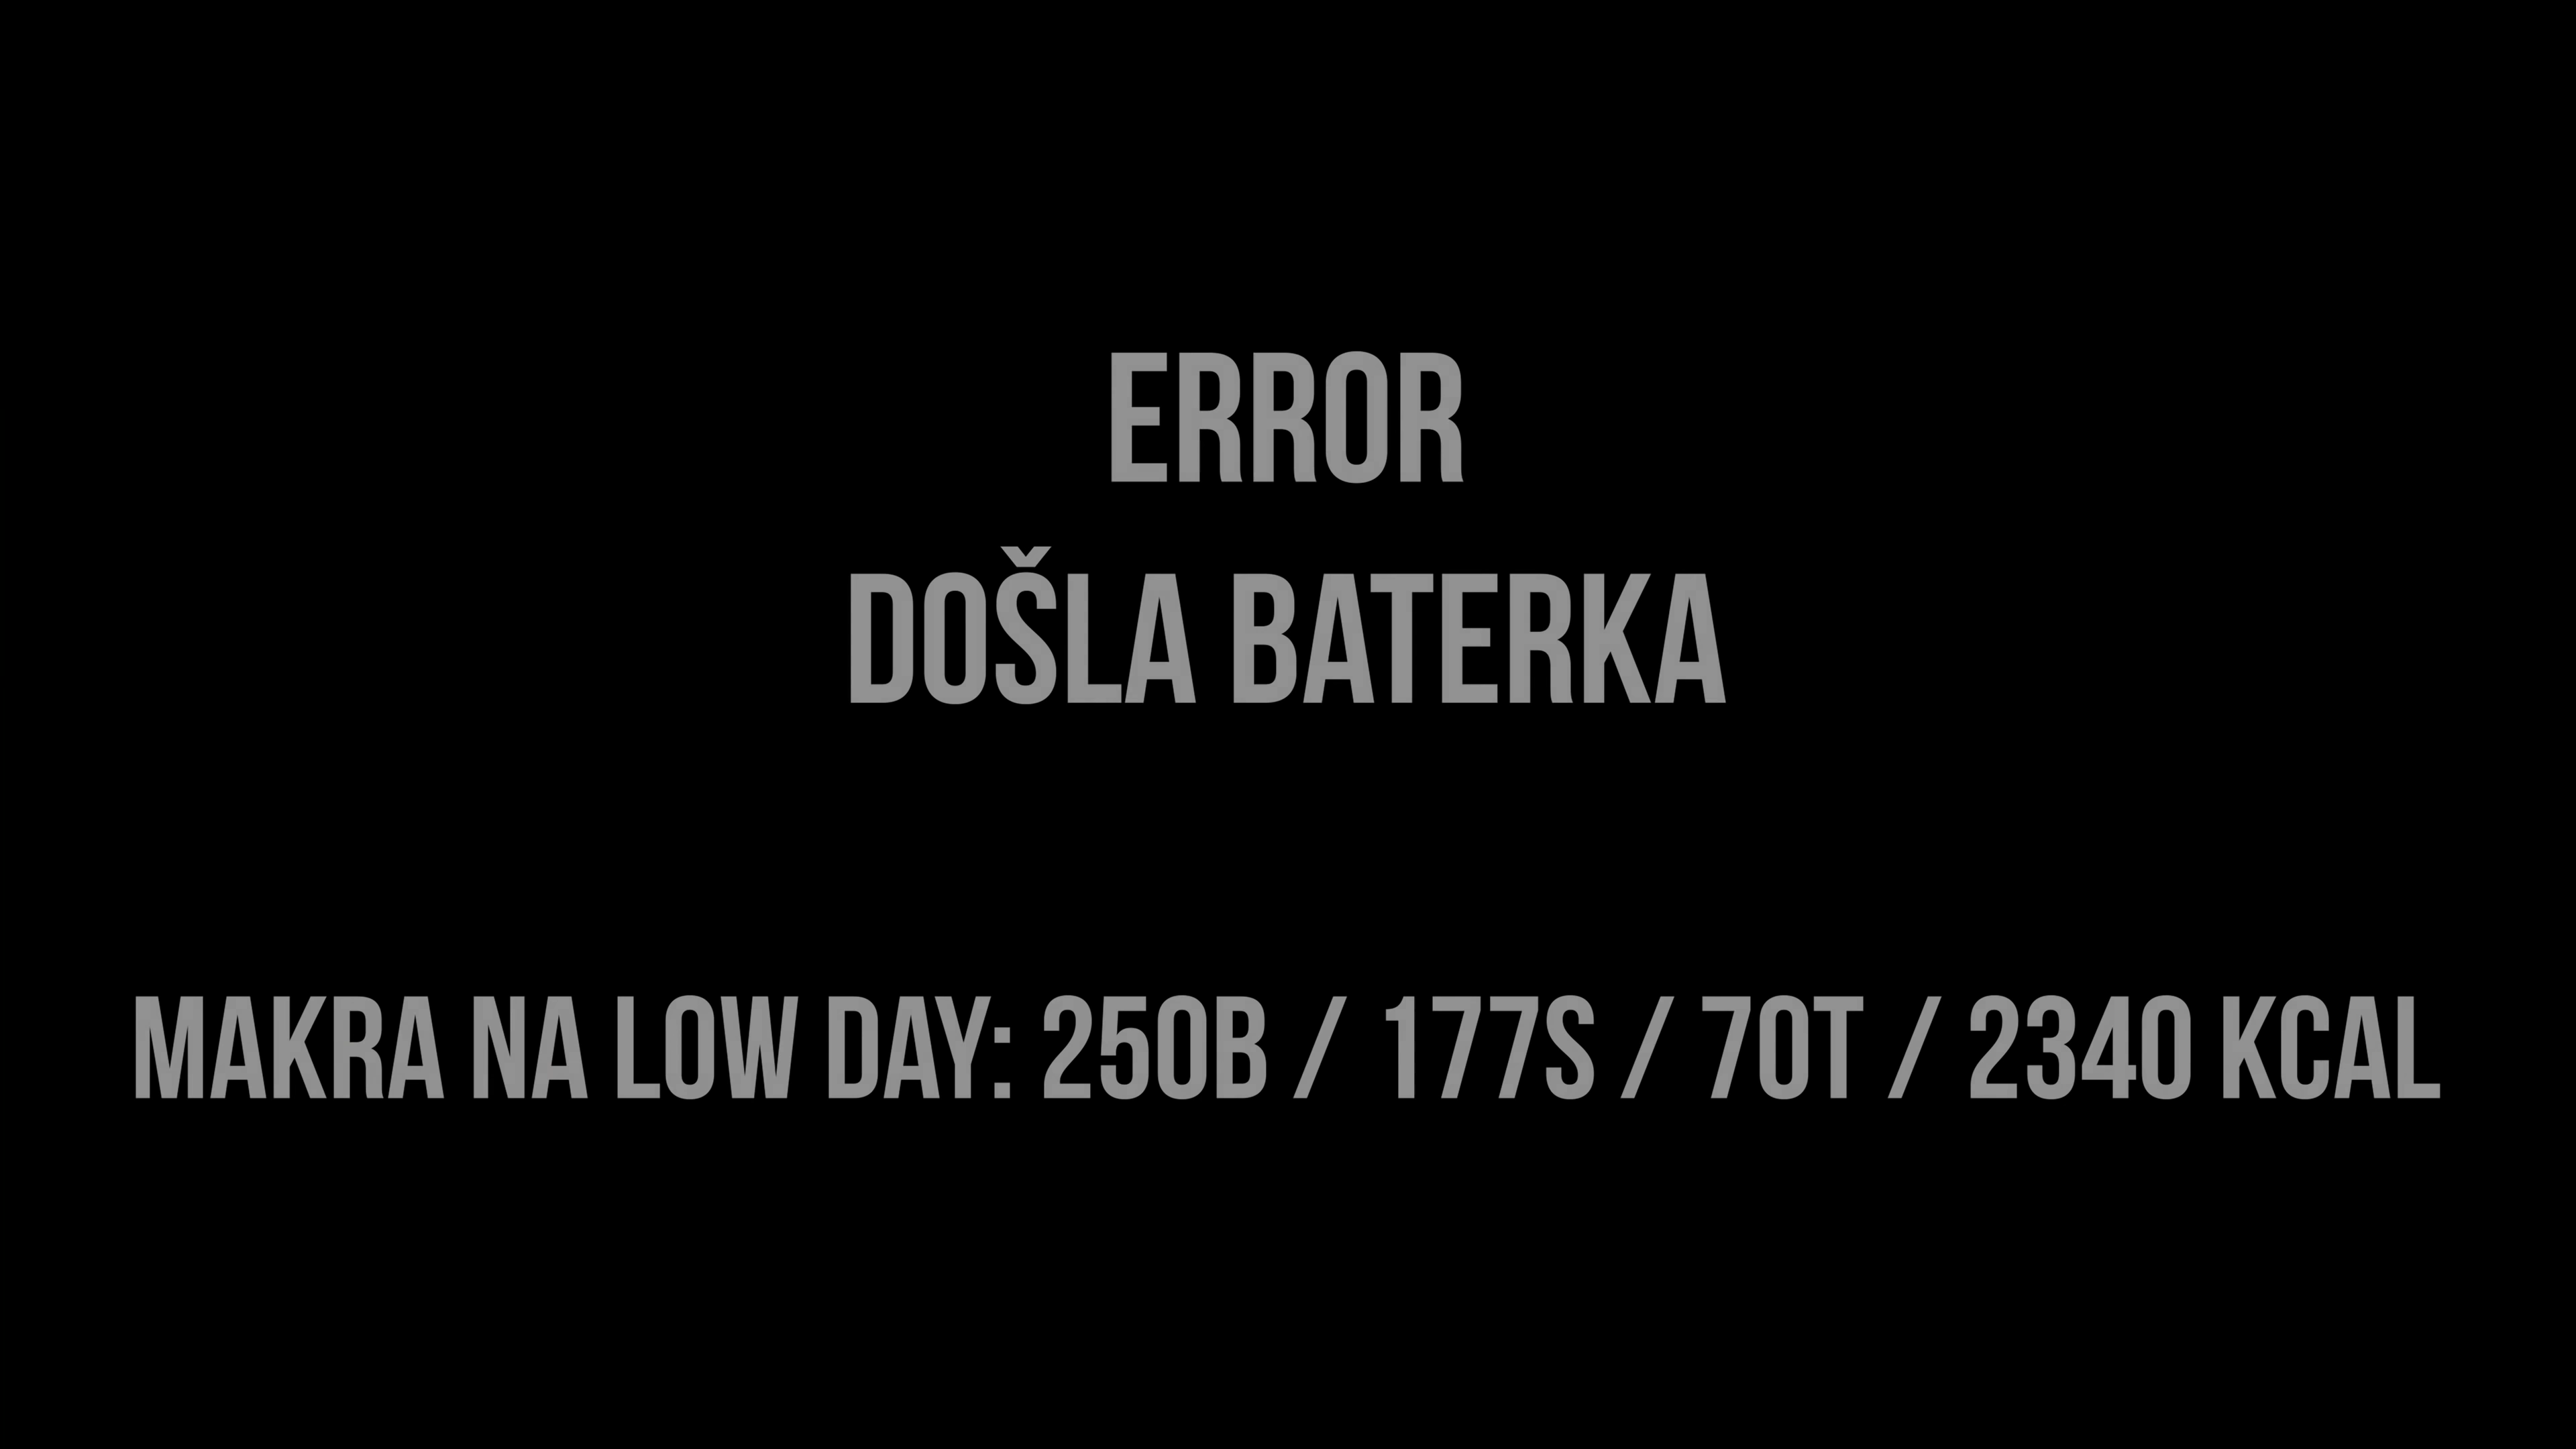 ERROR
DOŠLA BATERKA
MAKRA NA LOW DAY: 250B / 177S / 70T / 2340 KCAL